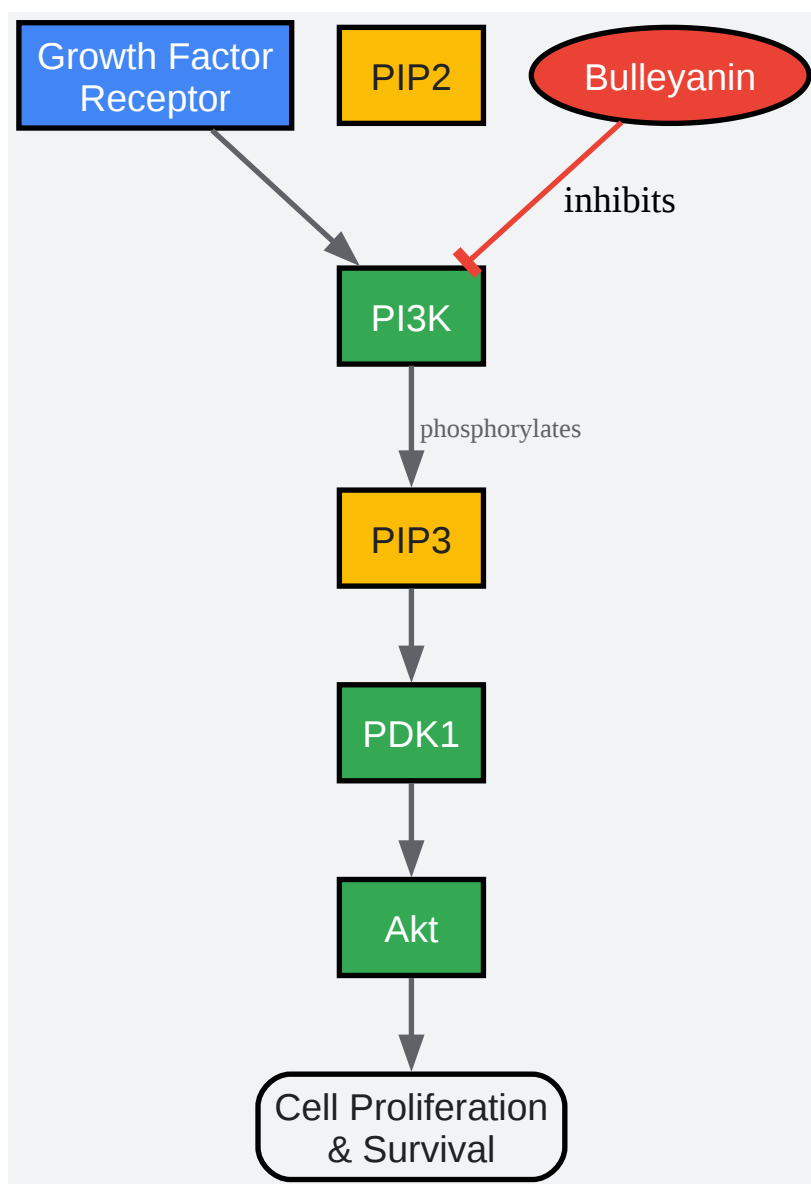 Growth Factor
Receptor
PIP2
Bulleyanin
inhibits
PI3K
phosphorylates
PIP3
PDK1
Akt
Cell Proliferation
& Survival